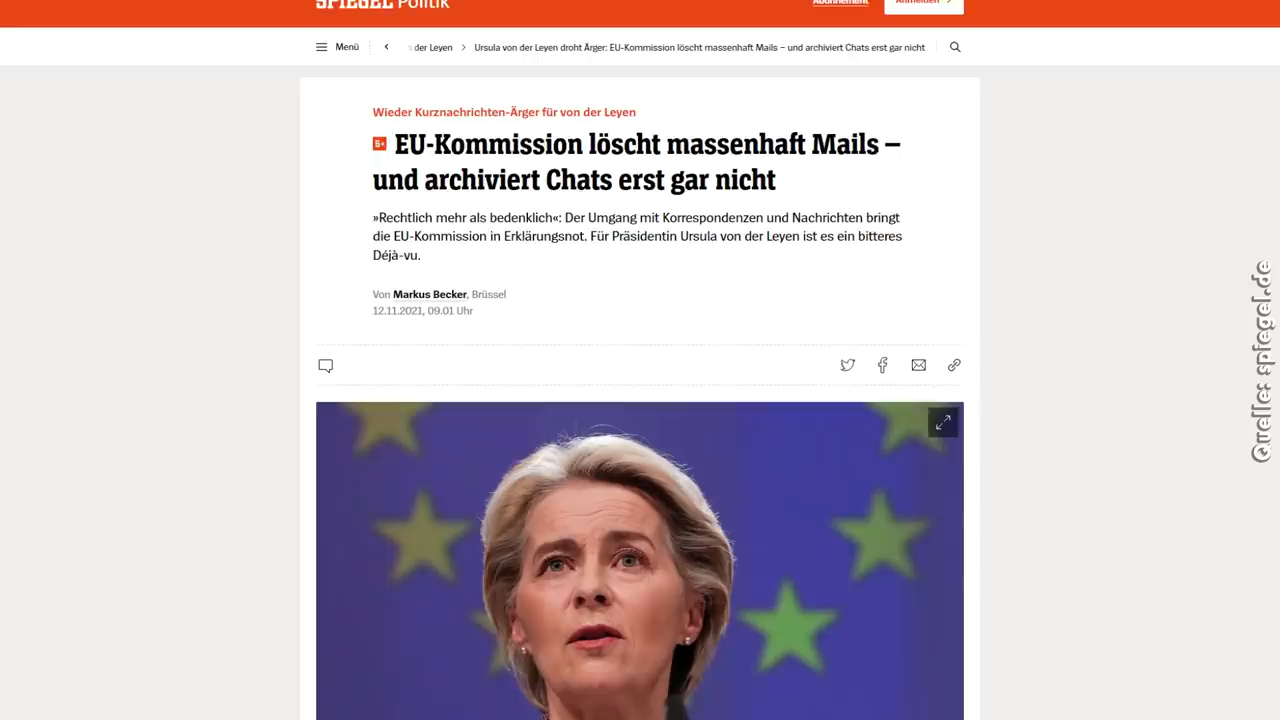 SPIEGEL Politik
Abonnement
Anmelden
Menü
der Leyen
Ursula von der Leyen droht Ärger: EU-Kommission löscht massenhaft Mails – und archiviert Chats erst gar nicht
Wieder Kurznachrichten-Ärger für von der Leyen
S+ EU-Kommission löscht massenhaft Mails –
und archiviert Chats erst gar nicht
»Rechtlich mehr als bedenklich«: Der Umgang mit Korrespondenzen und Nachrichten bringt
die EU-Kommission in Erklärungsnot. Für Präsidentin Ursula von der Leyen ist es ein bitteres
Déjà-vu.
Von Markus Becker, Brüssel
12.11.2021, 09.01 Uhr
Quelle: spiegel.de